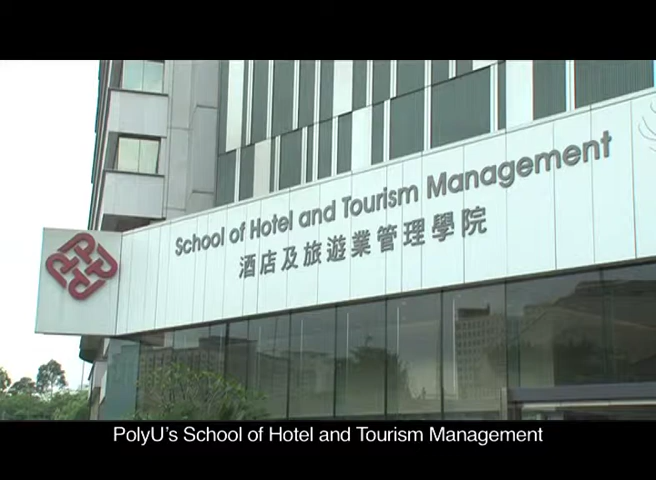 School of Hotel and Tourism Management
酒店及旅遊業管理學院
PolyU's School of Hotel and Tourism Management